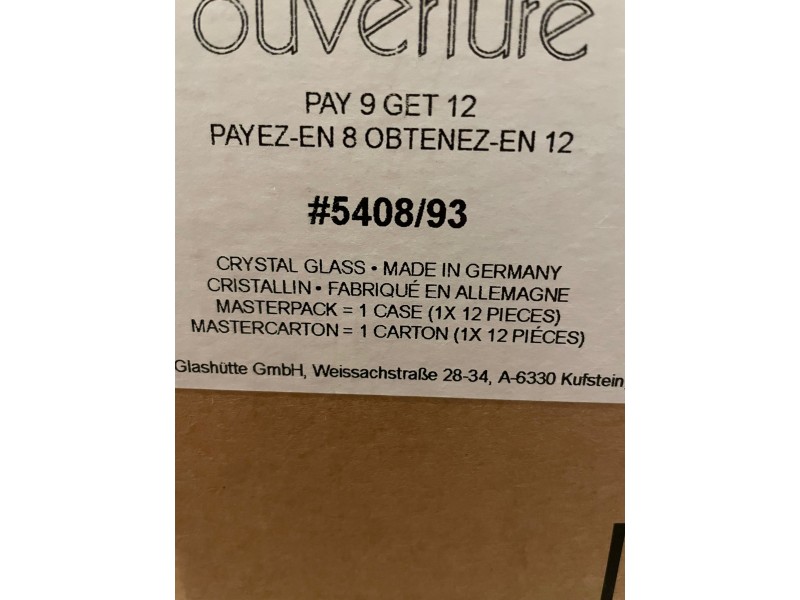 ouverture
PAY 9 GET 12
PAYEZ-EN 8 OBTENEZ-EN 12
#5408/93
CRYSTAL GLASS • MADE IN GERMANY
CRISTALLIN • FABRIQUÉ EN ALLEMAGNE
MASTERPACK = 1 CASE (1X 12 PIECES)
MASTERCARTON = 1 CARTON (1X 12 PIÉCES)
Glashütte GmbH, Weissachstraße 28-34, A-6330 Kufstein